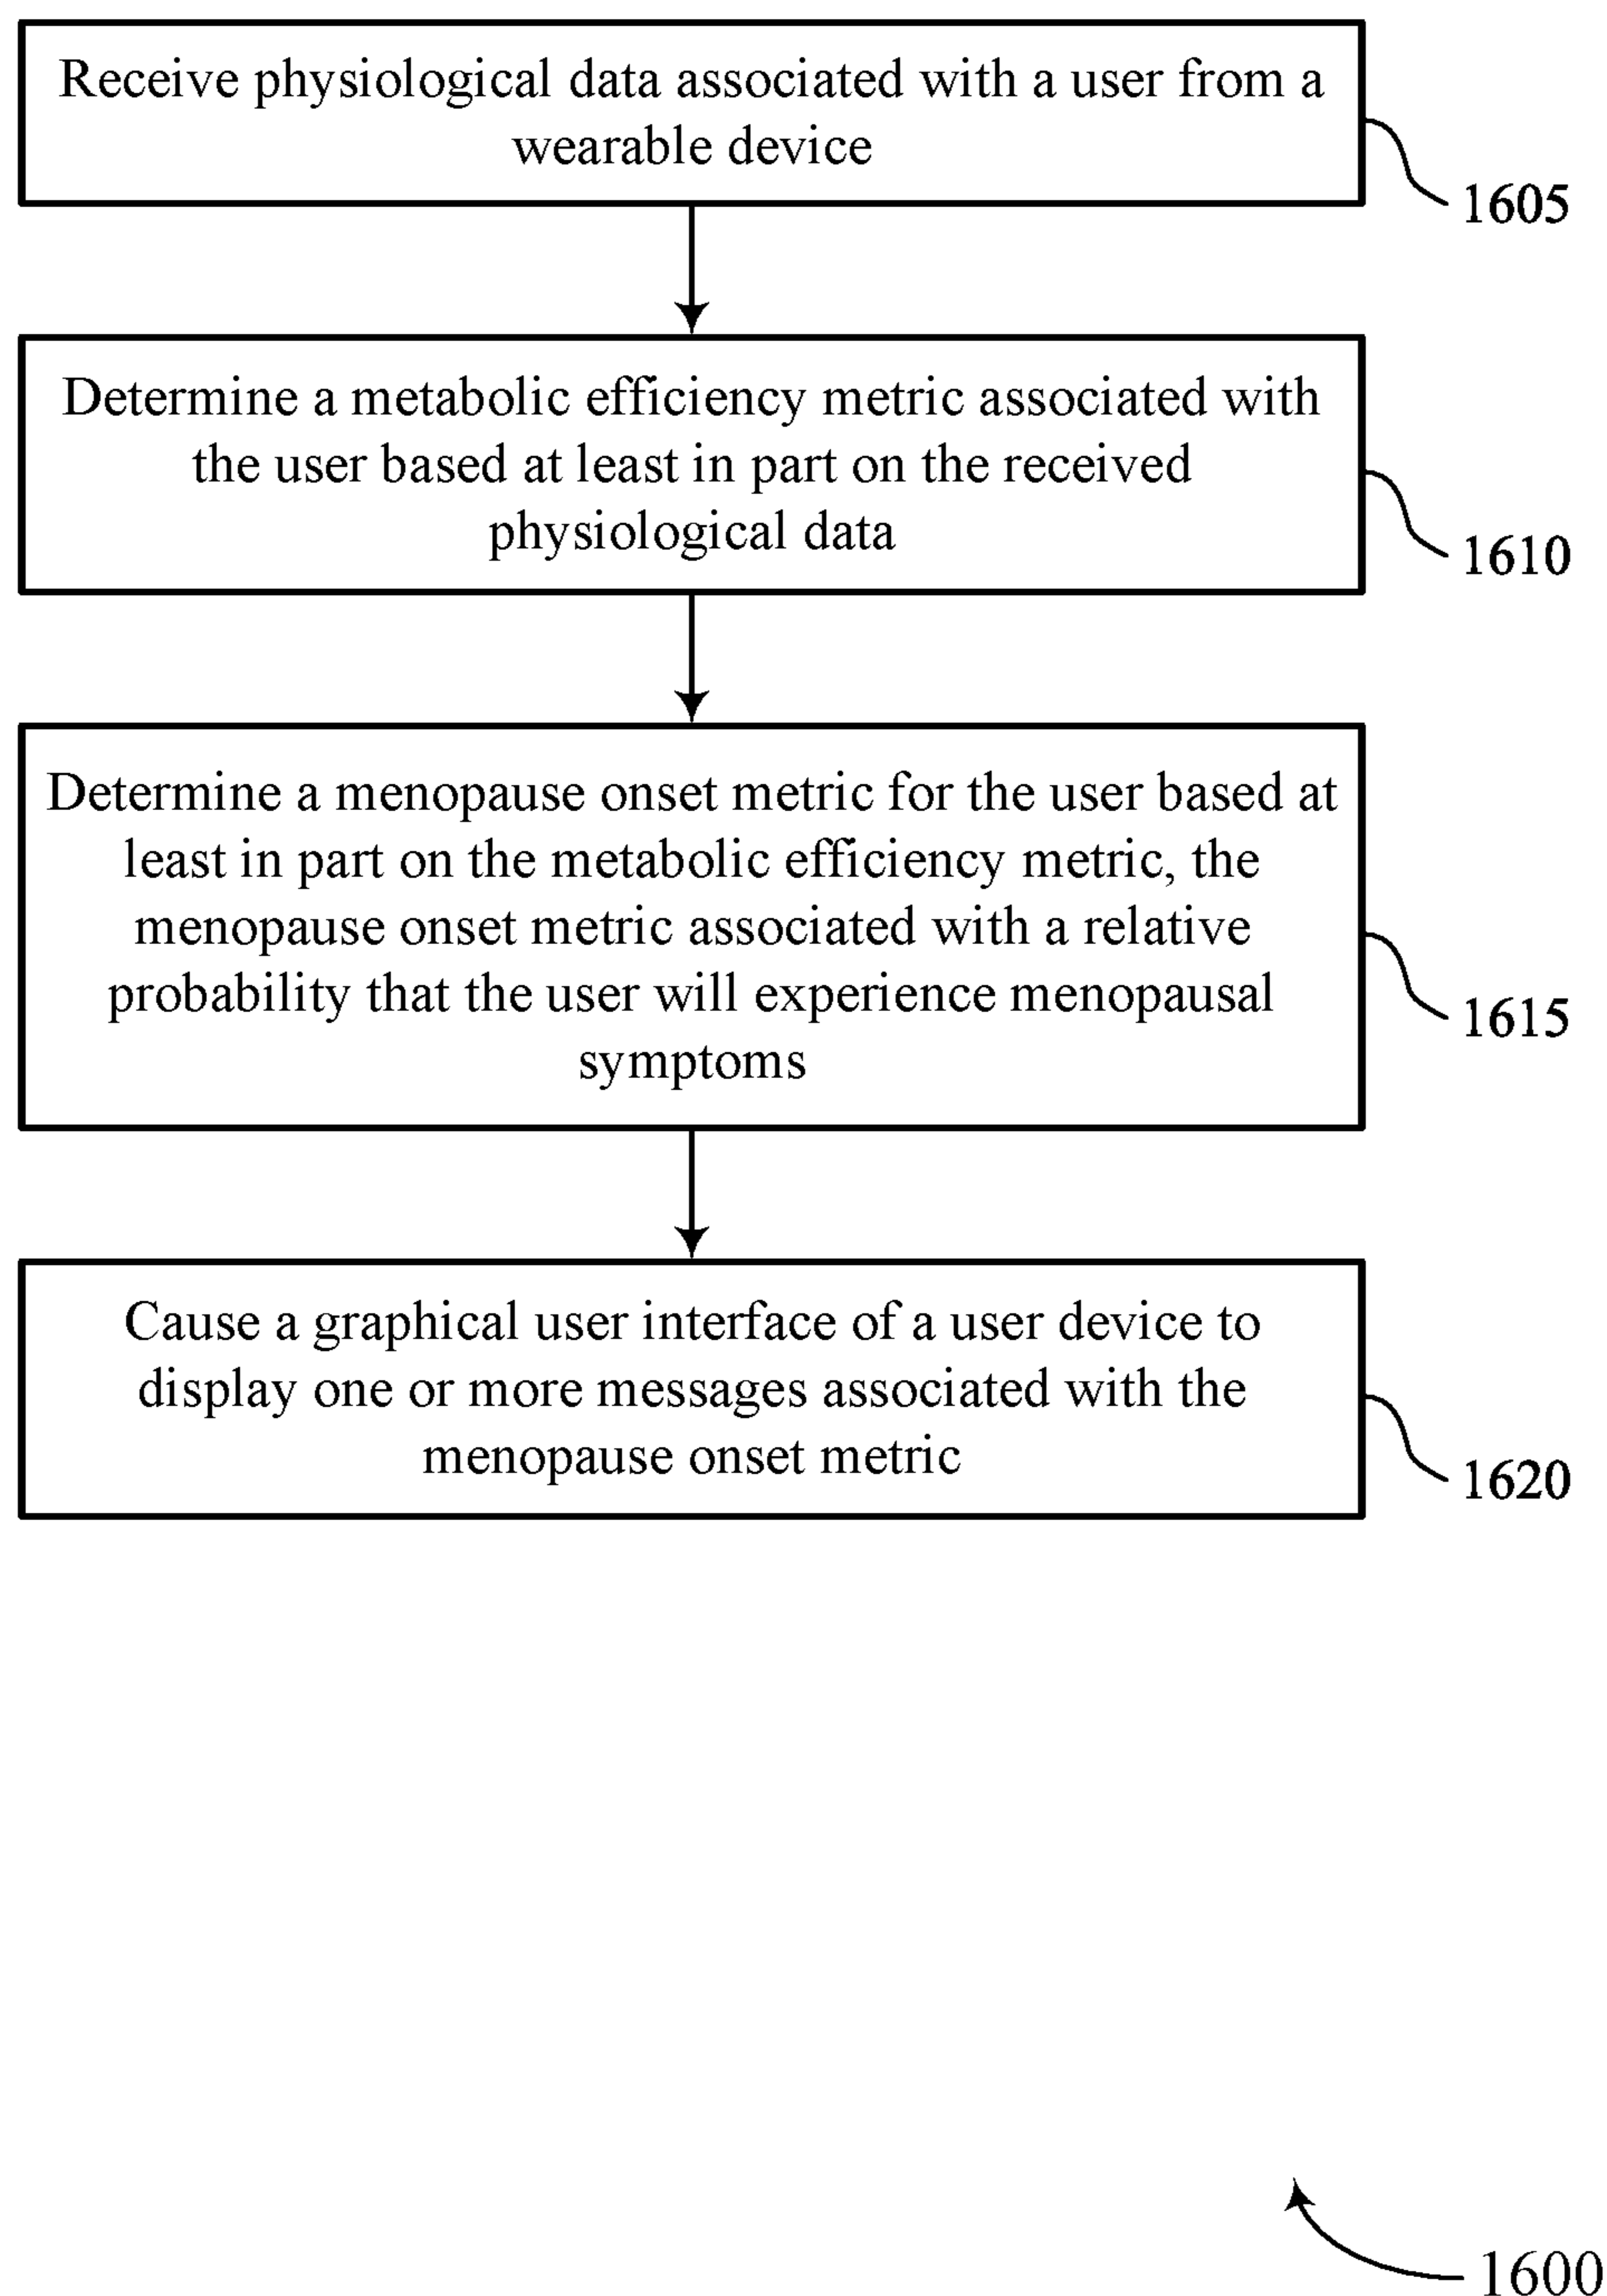 Receive physiological data associated with a user from a
wearable device
1605
Determine a metabolic efficiency metric associated with
the user based at least in part on the received
physiological data
1610
Determine a menopause onset metric for the user based at
least in part on the metabolic efficiency metric, the
menopause onset metric associated with a relative
probability that the user will experience menopausal
symptoms
1615
Cause a graphical user interface of a user device to
display one or more messages associated with the
menopause onset metric
1620
1600